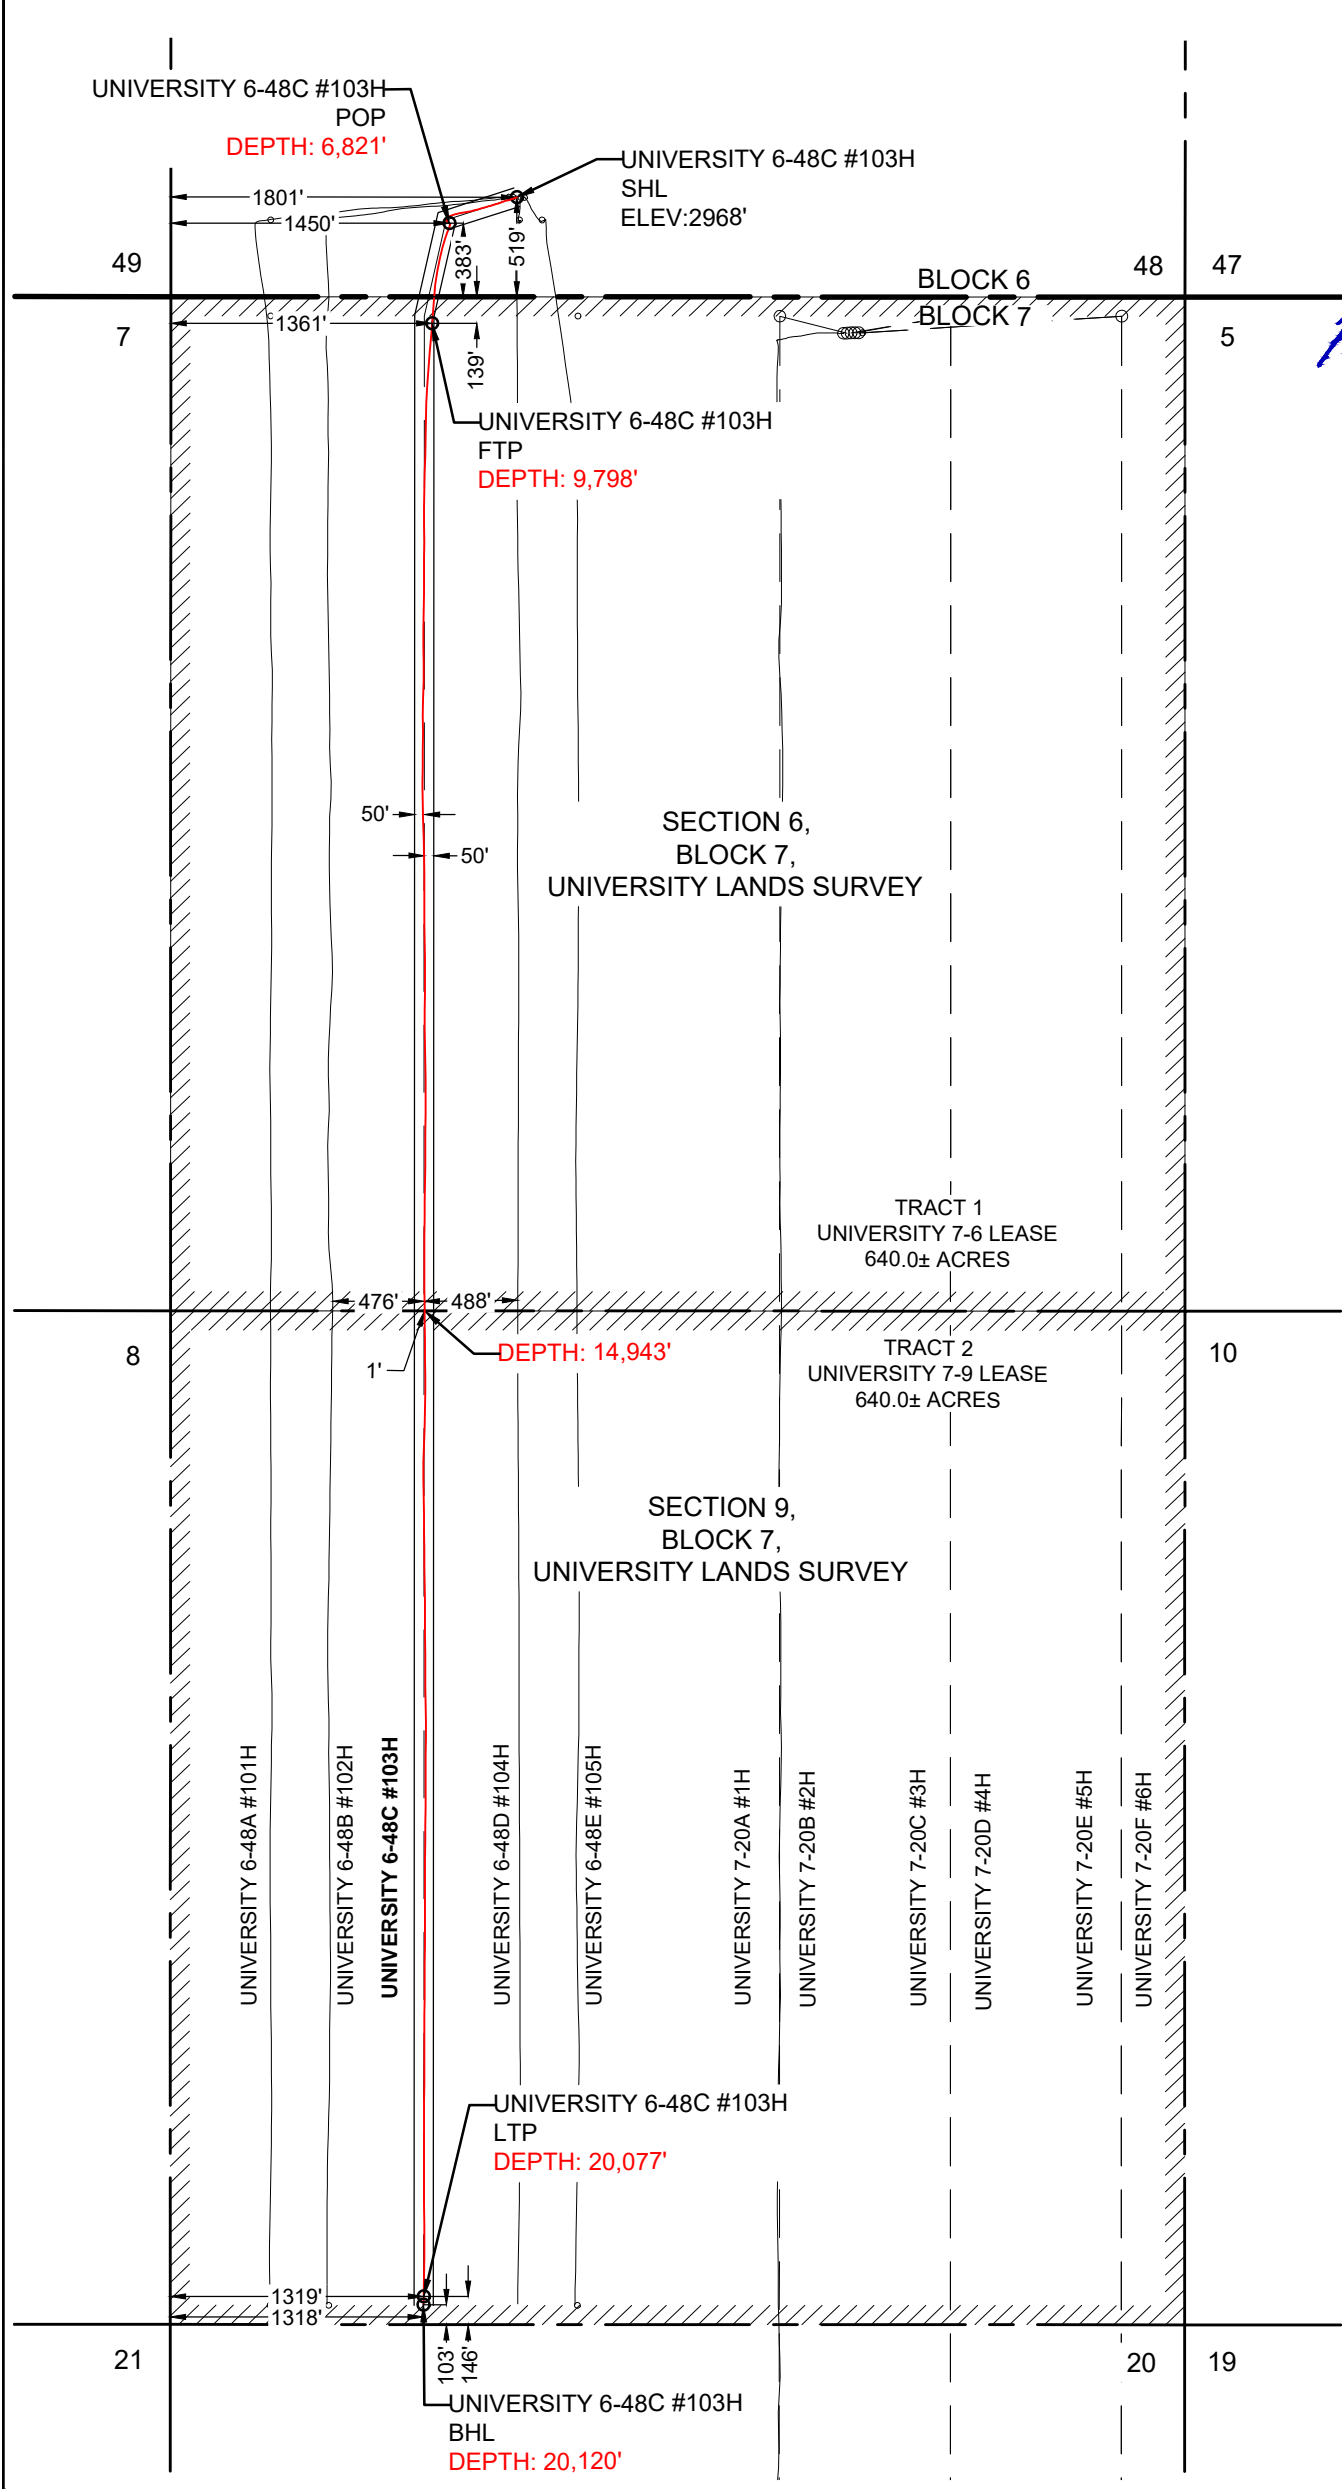 UNIVERSITY 6-48C #103H
POP
DEPTH: 6,821'
UNIVERSITY 6-48C #103H
SHL
ELEV:2968'
1801'
1450'
383'
519'
49
48
47
BLOCK 6
BLOCK 7
7
5
1361'
139'
UNIVERSITY 6-48C #103H
FTP
DEPTH: 9,798'
50'
50'
SECTION 6,
BLOCK 7,
UNIVERSITY LANDS SURVEY
TRACT 1
UNIVERSITY 7-6 LEASE
640.0± ACRES
476'
488'
8
1'
DEPTH: 14,943'
TRACT 2
UNIVERSITY 7-9 LEASE
640.0± ACRES
10
SECTION 9,
BLOCK 7,
UNIVERSITY LANDS SURVEY
UNIVERSITY 6-48A #101H
UNIVERSITY 6-48B #102H
UNIVERSITY 6-48C #103H
UNIVERSITY 6-48D #104H
UNIVERSITY 6-48E #105H
UNIVERSITY 7-20A #1H
UNIVERSITY 7-20B #2H
UNIVERSITY 7-20C #3H
UNIVERSITY 7-20D #4H
UNIVERSITY 7-20E #5H
UNIVERSITY 7-20F #6H
UNIVERSITY 6-48C #103H
LTP
DEPTH: 20,077'
1319'
1318'
103'
146'
21
20
19
UNIVERSITY 6-48C #103H
BHL
DEPTH: 20,120'